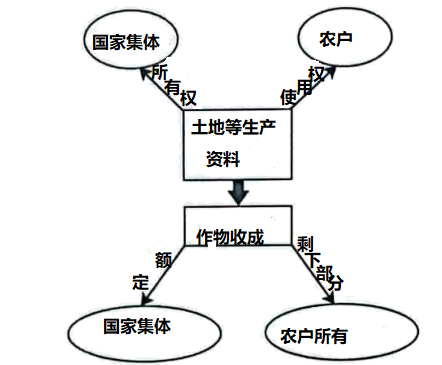 国家集体
农户
所有权
使用权
土地等生产
资料
作物收成
额定
剩下部分
国家集体
农户所有